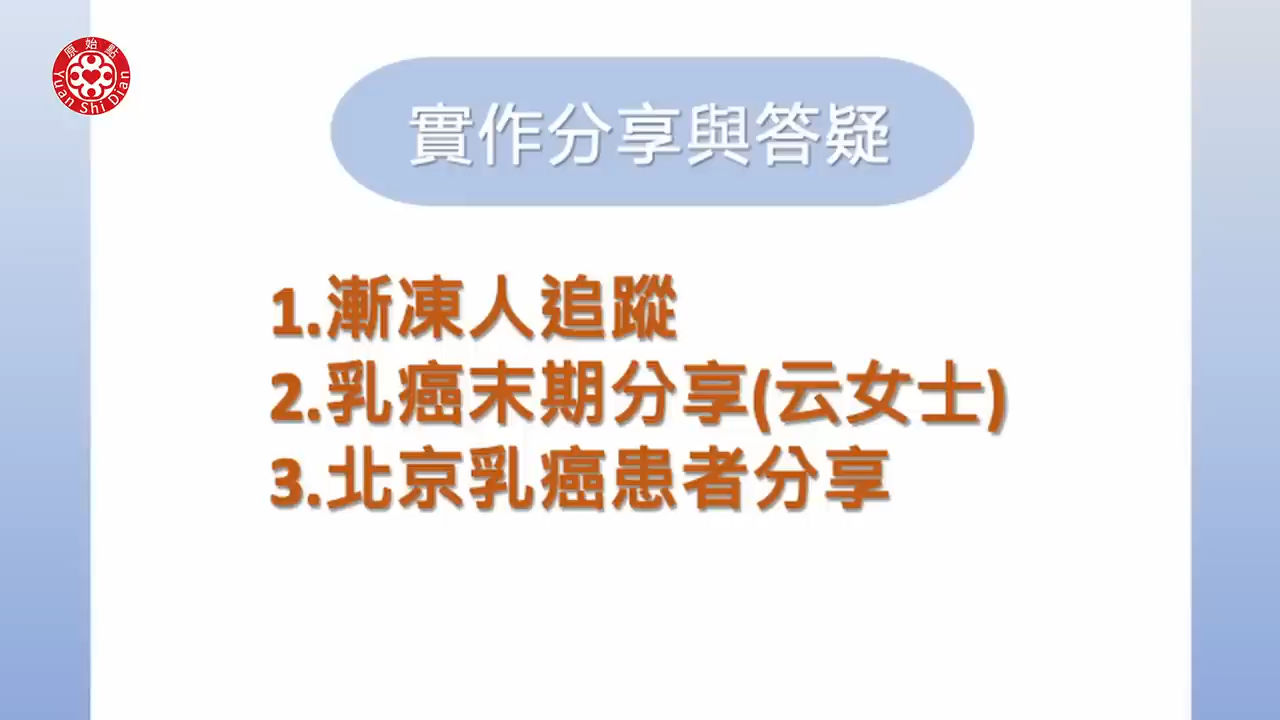 原始點
Yuan Shi Dian
實作分享與答疑
1.漸凍人追蹤
2.乳癌末期分享(云女士)
3.北京乳癌患者分享